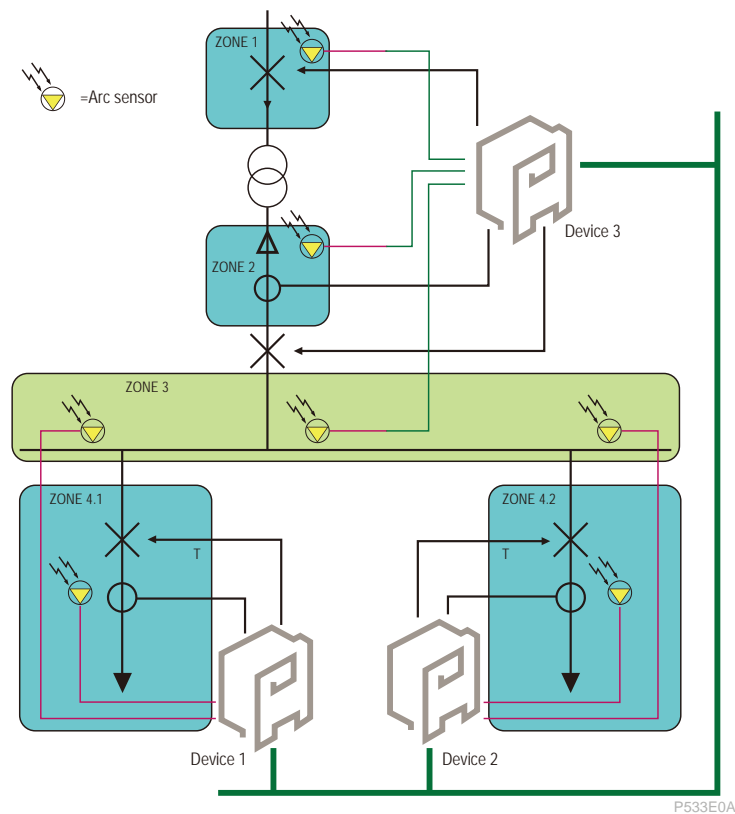 ZONE 1
=Arc sensor
Device 3
ZONE 2
ZONE 3
ZONE 4.1
ZONE 4.2
T
T
Device 1
Device 2
P533E0A